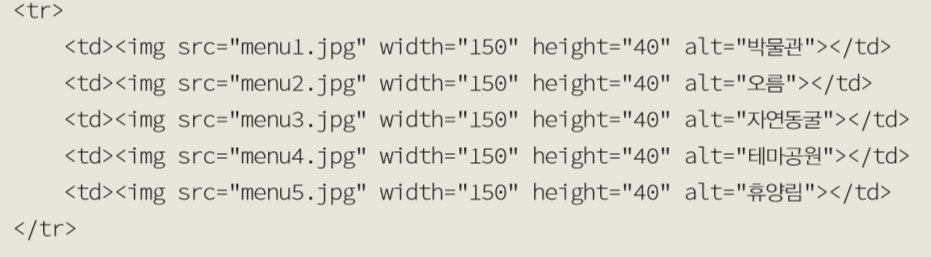 <tr>
    <td><img src="menu1.jpg" width="150" height="40" alt="박물관"></td>
    <td><img src="menu2.jpg" width="150" height="40" alt="오름"></td>
    <td><img src="menu3.jpg" width="150" height="40" alt="자연동굴"></td>
    <td><img src="menu4.jpg" width="150" height="40" alt="테마공원"></td>
    <td><img src="menu5.jpg" width="150" height="40" alt="휴양림"></td>
</tr>